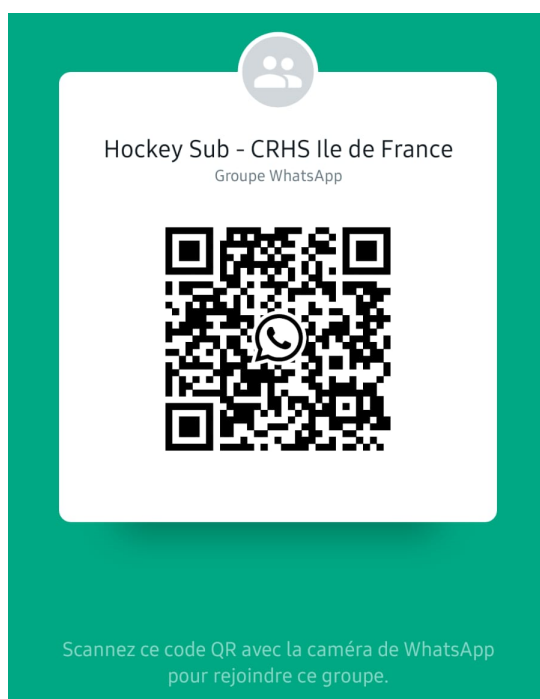 Hockey Sub - CRHS Ile de France
Groupe WhatsApp
Scannez ce code QR avec la caméra de WhatsApp
pour rejoindre ce groupe.